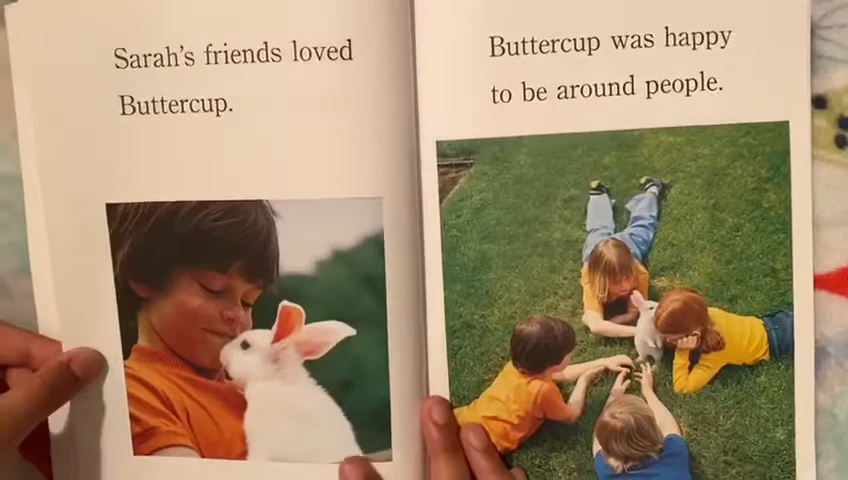 Sarah's friends loved
Buttercup.
Buttercup was happy
to be around people.